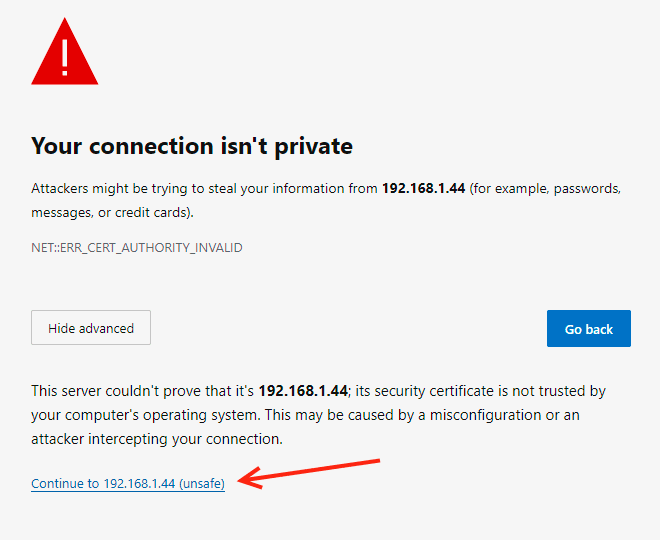 !
Your connection isn't private
Attackers might be trying to steal your information from 192.168.1.44 (for example, passwords,
messages, or credit cards).
NET::ERR_CERT_AUTHORITY_INVALID
Hide advanced
Go back
This server couldn't prove that it's 192.168.1.44; its security certificate is not trusted by
your computer's operating system. This may be caused by a misconfiguration or an
attacker intercepting your connection.
Continue to 192.168.1.44 (unsafe)